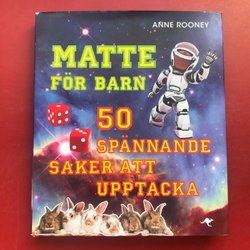 ANNE ROONEY
MATTE
FÖR BARN
50
SPÄNNANDE
SAKER ATT
UPPTÄCKA